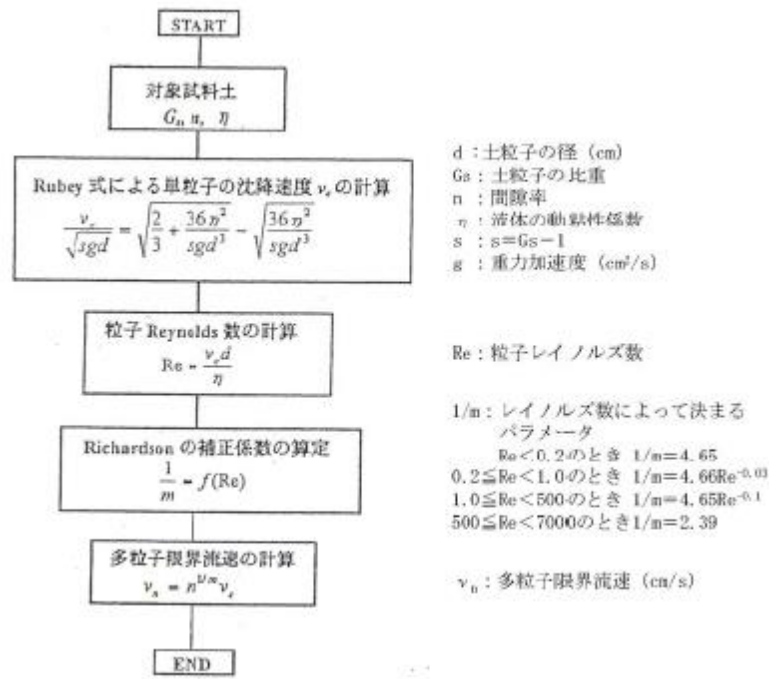 START
対象試料土
Gs, n, η
Rubey 式による単粒子の沈降速度 νe の計算
νe/√sgd = √(2/3 + 36η²/sgd³) − √(36η²/sgd³)
粒子 Reynolds 数の計算
Re = νe d/η
Richardson の補正係数の算定
1/m = f(Re)
多粒子限界流速の計算
νn = n^1/m νe
END
d :土粒子の径 (cm)
Gs:土粒子の比重
n :間隙率
η :液体の動粘性係数
s :s=Gs−1
g :重力加速度 (cm²/s)
Re:粒子レイノルズ数
1/m:レイノルズ数によって決まる
パラメータ
Re<0.2のとき 1/m=4.65
0.2≦Re<1.0のとき 1/m=4.66Re^-0.03
1.0≦Re<500のとき 1/m=4.65Re^-0.1
500≦Re<7000のとき1/m=2.39
νn:多粒子限界流速 (cm/s)